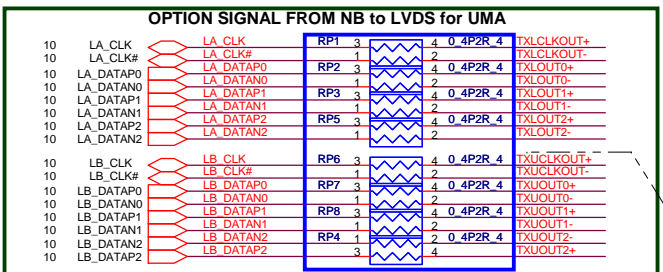 OPTION SIGNAL FROM NB to LVDS for UMA
10 LA_CLK LA_CLK RP1 3 4 0_4P2R_4 TXLCLKOUT+
10 LA_CLK# LA_CLK# 1 2 TXLCLKOUT-
10 LA_DATAP0 LA_DATAP0 RP2 3 4 0_4P2R_4 TXLOUT0+
10 LA_DATAN0 LA_DATAN0 1 2 TXLOUT0-
10 LA_DATAP1 LA_DATAP1 RP3 3 4 0_4P2R_4 TXLOUT1+
10 LA_DATAN1 LA_DATAN1 1 2 TXLOUT1-
10 LA_DATAP2 LA_DATAP2 RP5 3 4 0_4P2R_4 TXLOUT2+
10 LA_DATAN2 LA_DATAN2 1 2 TXLOUT2-
10 LB_CLK LB_CLK RP6 3 4 0_4P2R_4 TXUCLKOUT+
10 LB_CLK# LB_CLK# 1 2 TXUCLKOUT-
10 LB_DATAP0 LB_DATAP0 RP7 3 4 0_4P2R_4 TXUOUT0+
10 LB_DATAN0 LB_DATAN0 1 2 TXUOUT0-
10 LB_DATAP1 LB_DATAP1 RP8 3 4 0_4P2R_4 TXUOUT1+
10 LB_DATAN1 LB_DATAN1 1 2 TXUOUT1-
10 LB_DATAN2 LB_DATAN2 RP4 1 2 0_4P2R_4 TXUOUT2-
10 LB_DATAP2 LB_DATAP2 3 4 TXUOUT2+